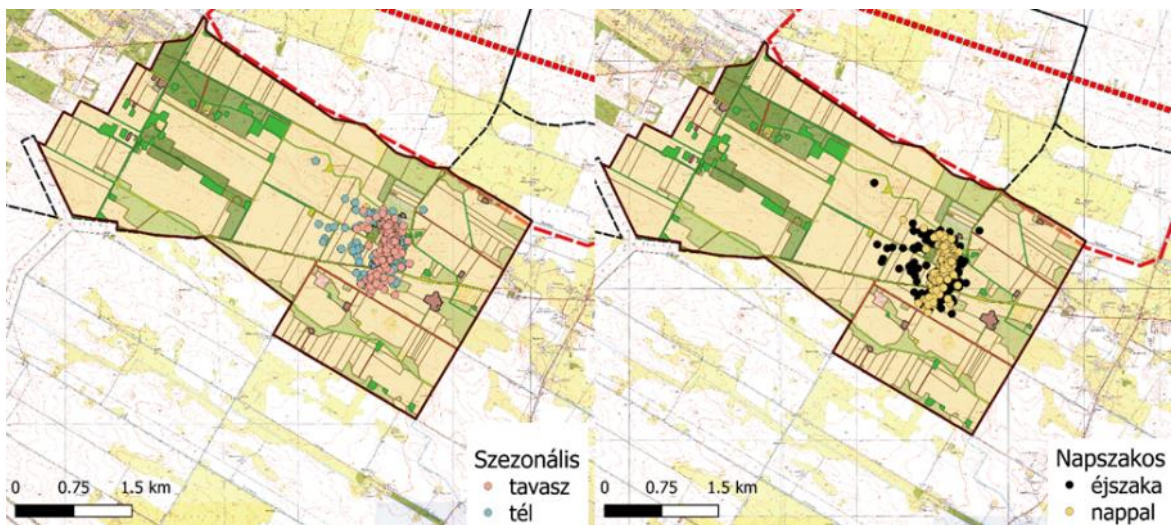 Szezonális
tavasz
tél
0 0.75 1.5 km
Napszakos
éjszaka
nappal
0 0.75 1.5 km